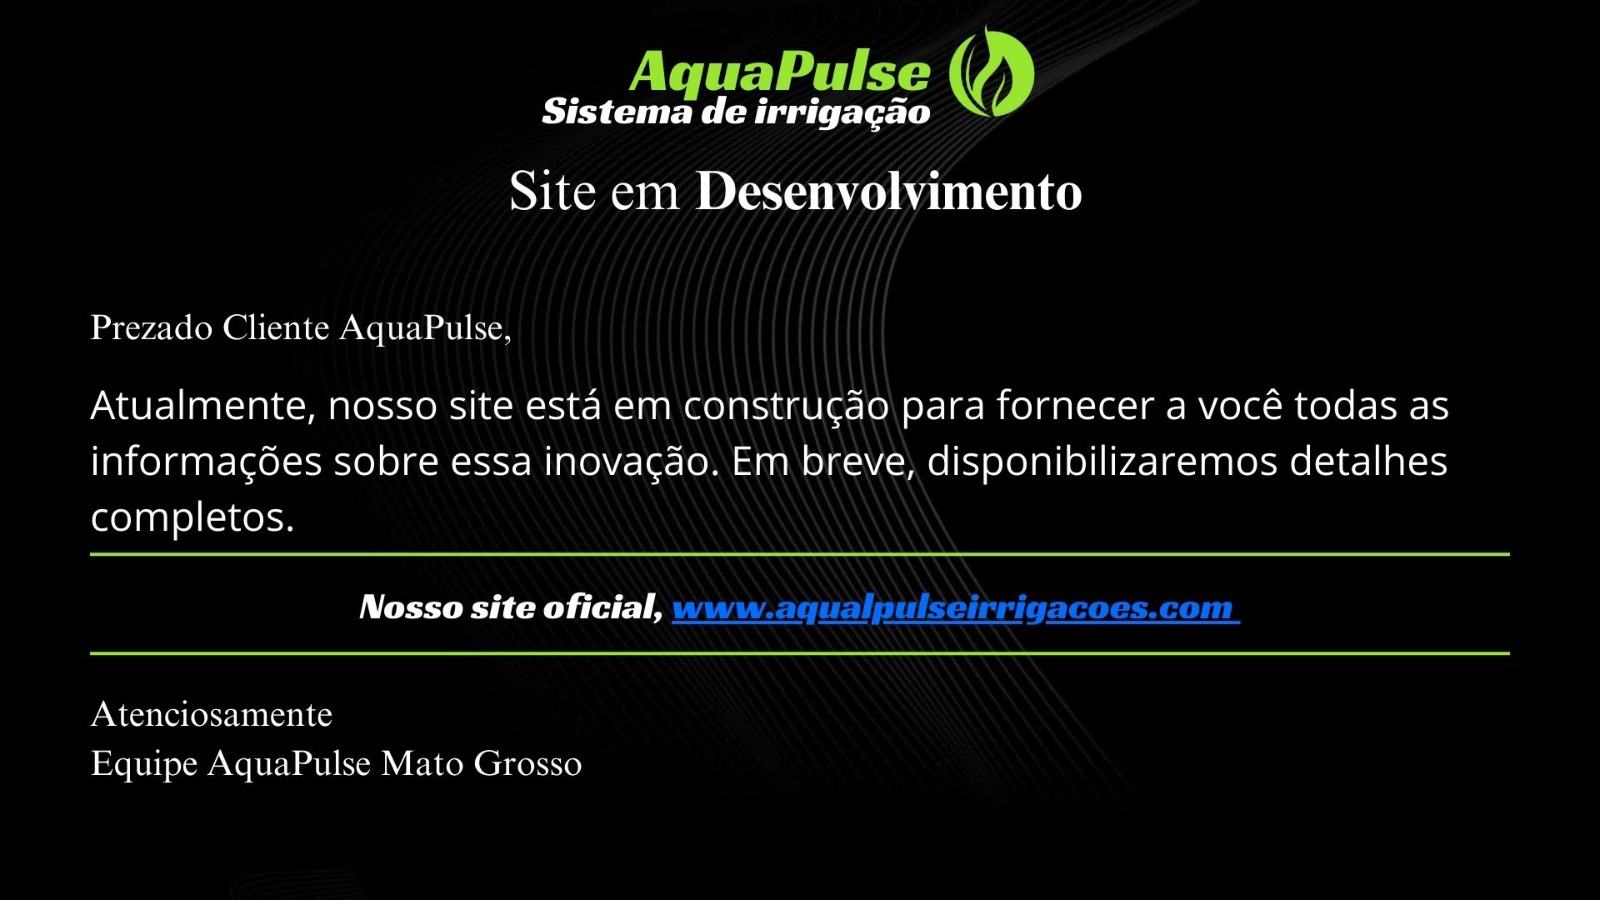 AquaPulse
Sistema de irrigação
Site em Desenvolvimento
Prezado Cliente AquaPulse,
Atualmente, nosso site está em construção para fornecer a você todas as
informações sobre essa inovação. Em breve, disponibilizaremos detalhes
completos.
Nosso site oficial, www.aqualpulseirrigacoes.com
Atenciosamente
Equipe AquaPulse Mato Grosso